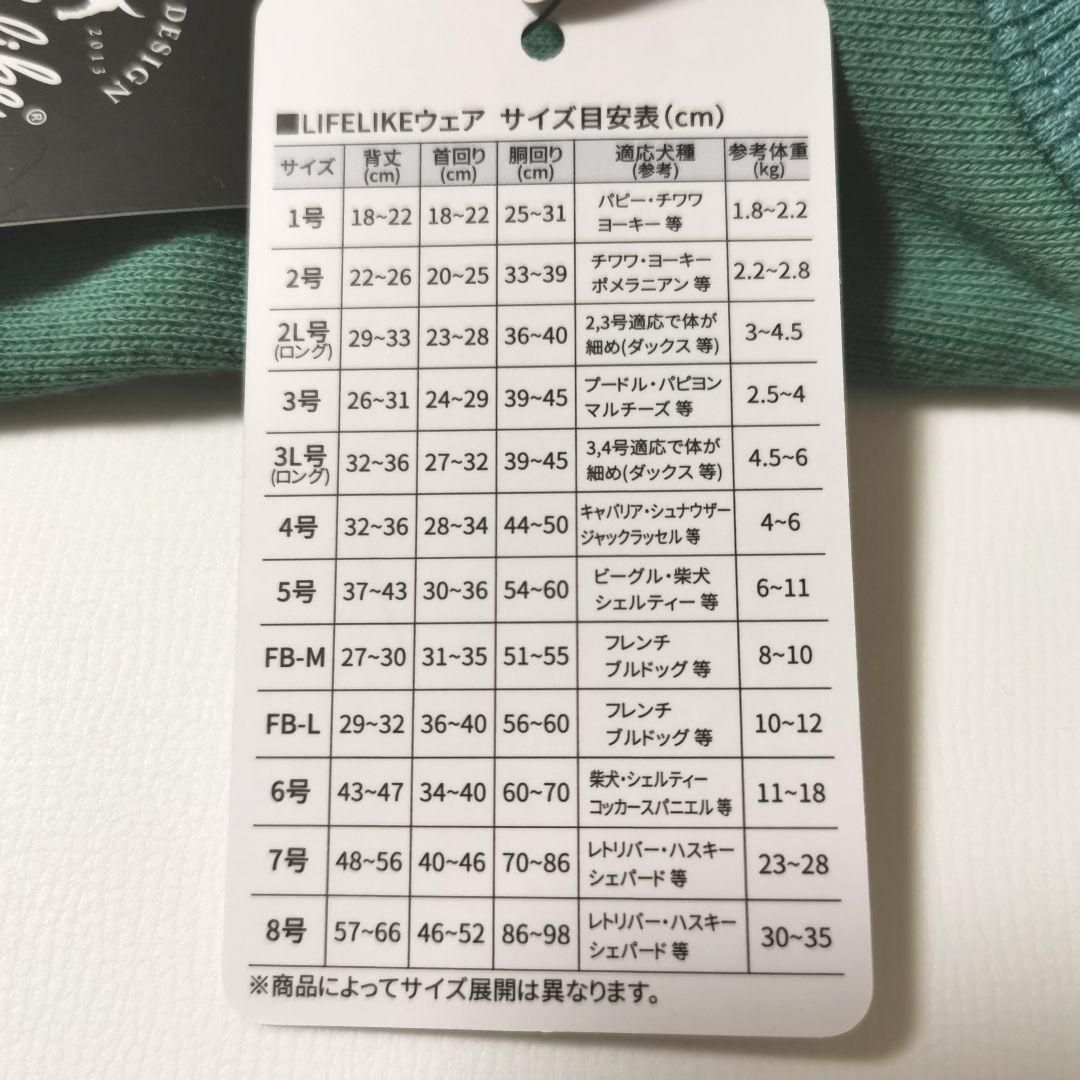 DESIGN
2013
like®
■LIFELIKEウェア サイズ目安表(cm)
サイズ 背丈(cm) 首回り(cm) 胴回り(cm) 適応犬種(参考) 参考体重(kg)
1号 18~22 18~22 25~31 パピー・チワワ ヨーキー 等 1.8~2.2
2号 22~26 20~25 33~39 チワワ・ヨーキー ポメラニアン 等 2.2~2.8
2L号(ロング) 29~33 23~28 36~40 2,3号適応で体が 細め(ダックス 等) 3~4.5
3号 26~31 24~29 39~45 プードル・パピヨン マルチーズ 等 2.5~4
3L号(ロング) 32~36 27~32 39~45 3,4号適応で体が 細め(ダックス 等) 4.5~6
4号 32~36 28~34 44~50 キャバリア・シュナウザー ジャックラッセル 等 4~6
5号 37~43 30~36 54~60 ビーグル・柴犬 シェルティー 等 6~11
FB-M 27~30 31~35 51~55 フレンチ ブルドッグ 等 8~10
FB-L 29~32 36~40 56~60 フレンチ ブルドッグ 等 10~12
6号 43~47 34~40 60~70 柴犬・シェルティー コッカースパニエル 等 11~18
7号 48~56 40~46 70~86 レトリバー・ハスキー シェパード 等 23~28
8号 57~66 46~52 86~98 レトリバー・ハスキー シェパード 等 30~35
※商品によってサイズ展開は異なります。